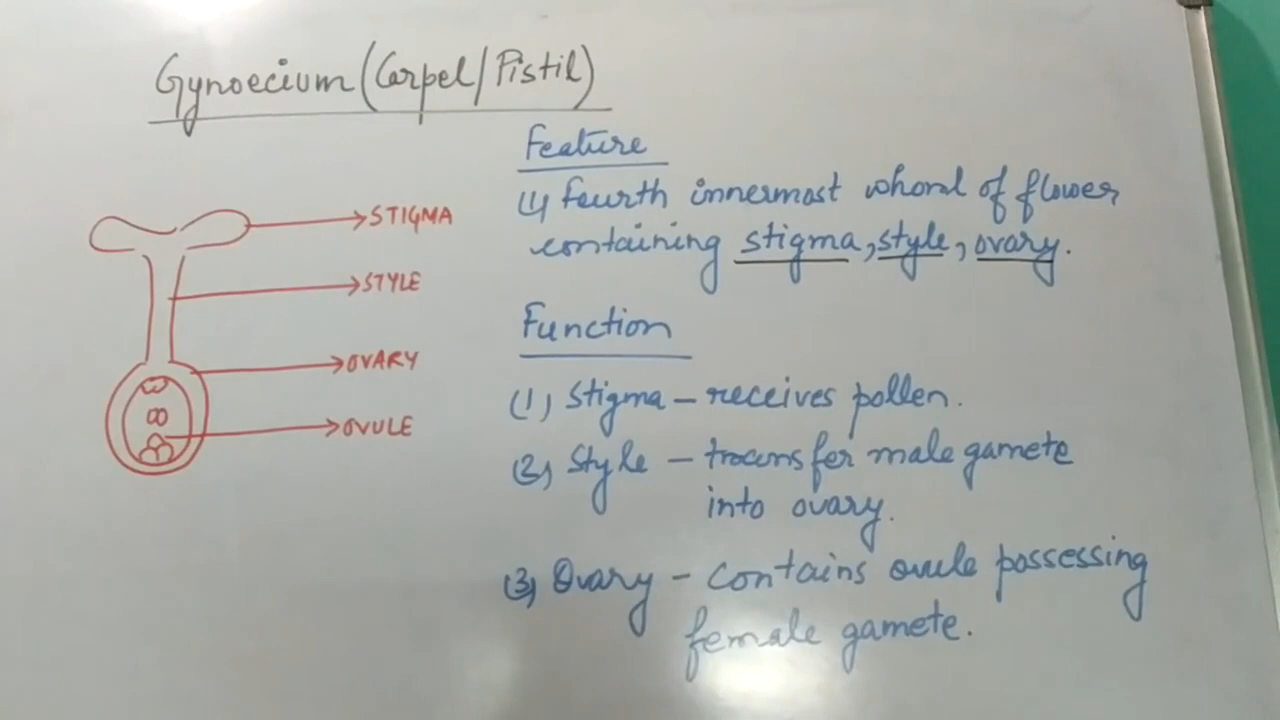 Gynoecium (Carpel/Pistil)
STIGMA
STYLE
OVARY
OVULE
Feature
(1) Fourth innermost whorl of flower
containing stigma, style, ovary.
Function
(1) Stigma – receives pollen.
(2) Style – transfer male gamete
into ovary.
(3) Ovary – contains ovule possessing
female gamete.